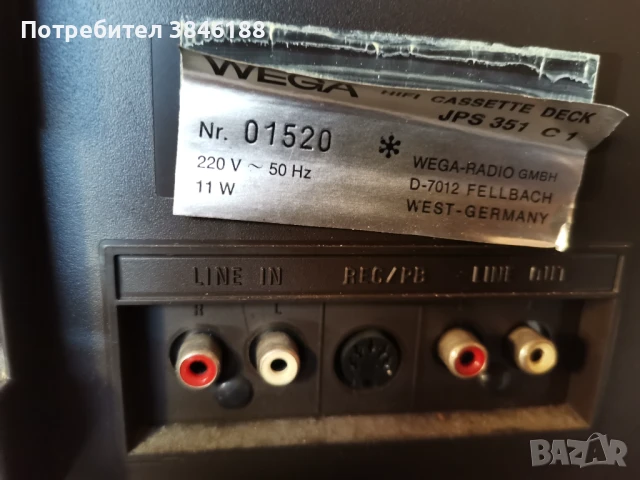 Потребител 3846188
WEGA HIFI CASSETTE DECK
JPS 351 C 1
Nr. 01520
220 V ~ 50 Hz
11 W
WEGA-RADIO GMBH
D-7012 FELLBACH
WEST-GERMANY
LINE IN REC/PB LINE OUT
R L
BAZAR